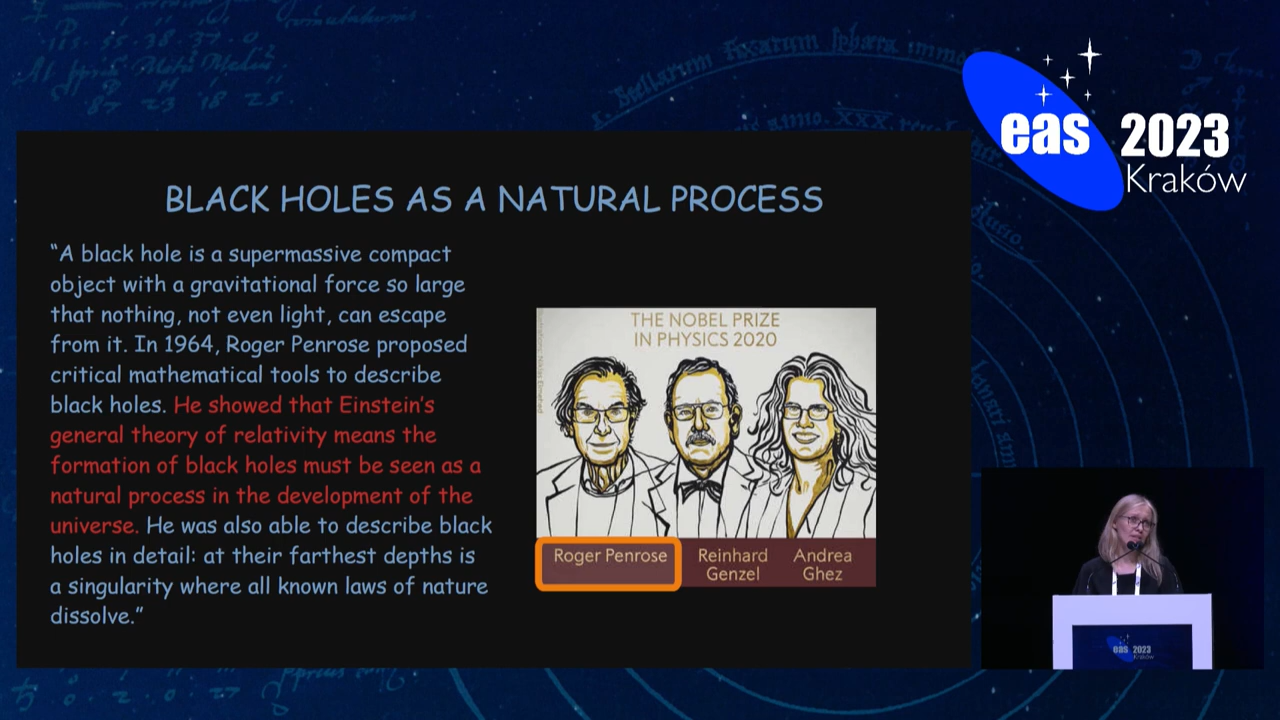 eas 2023
Kraków
BLACK HOLES AS A NATURAL PROCESS
“A black hole is a supermassive compact
object with a gravitational force so large
that nothing, not even light, can escape
from it. In 1964, Roger Penrose proposed
critical mathematical tools to describe
black holes. He showed that Einstein’s
general theory of relativity means the
formation of black holes must be seen as a
natural process in the development of the
universe. He was also able to describe black
holes in detail: at their farthest depths is
a singularity where all known laws of nature
dissolve.”
THE NOBEL PRIZE
IN PHYSICS 2020
Roger Penrose
Reinhard
Genzel
Andrea
Ghez
eas 2023
Kraków